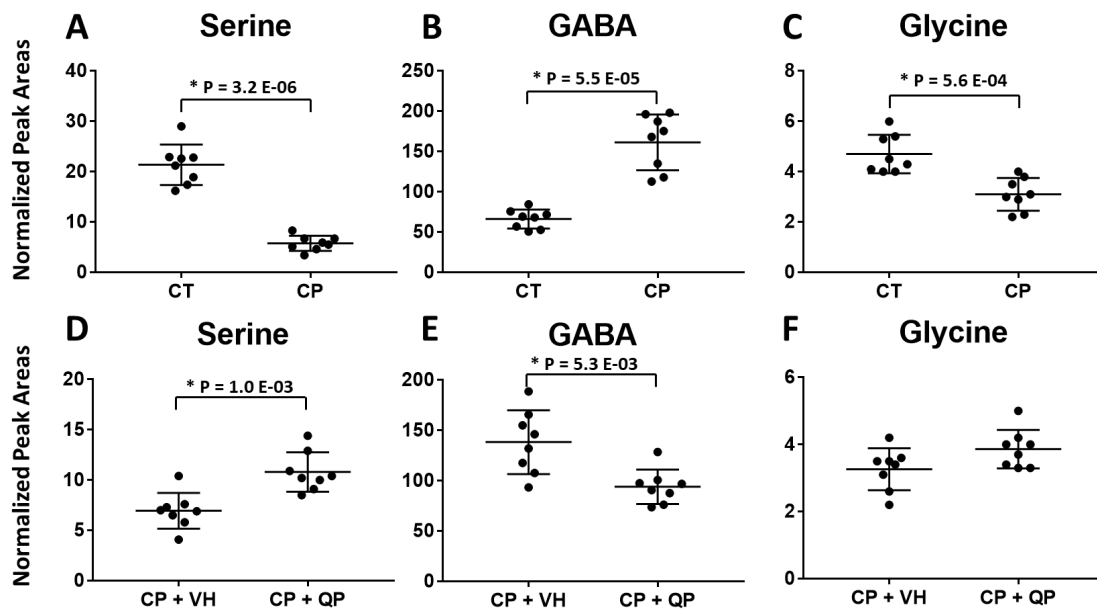 A Serine
B GABA
C Glycine
Normalized Peak Areas
40
30
20
10
0
* P = 3.2 E-06
CT CP
250
200
150
100
50
0
* P = 5.5 E-05
CT CP
8
6
4
2
0
* P = 5.6 E-04
CT CP
D Serine
E GABA
F Glycine
Normalized Peak Areas
20
15
10
5
0
* P = 1.0 E-03
CP + VH CP + QP
200
150
100
50
0
* P = 5.3 E-03
CP + VH CP + QP
6
4
2
0
CP + VH CP + QP